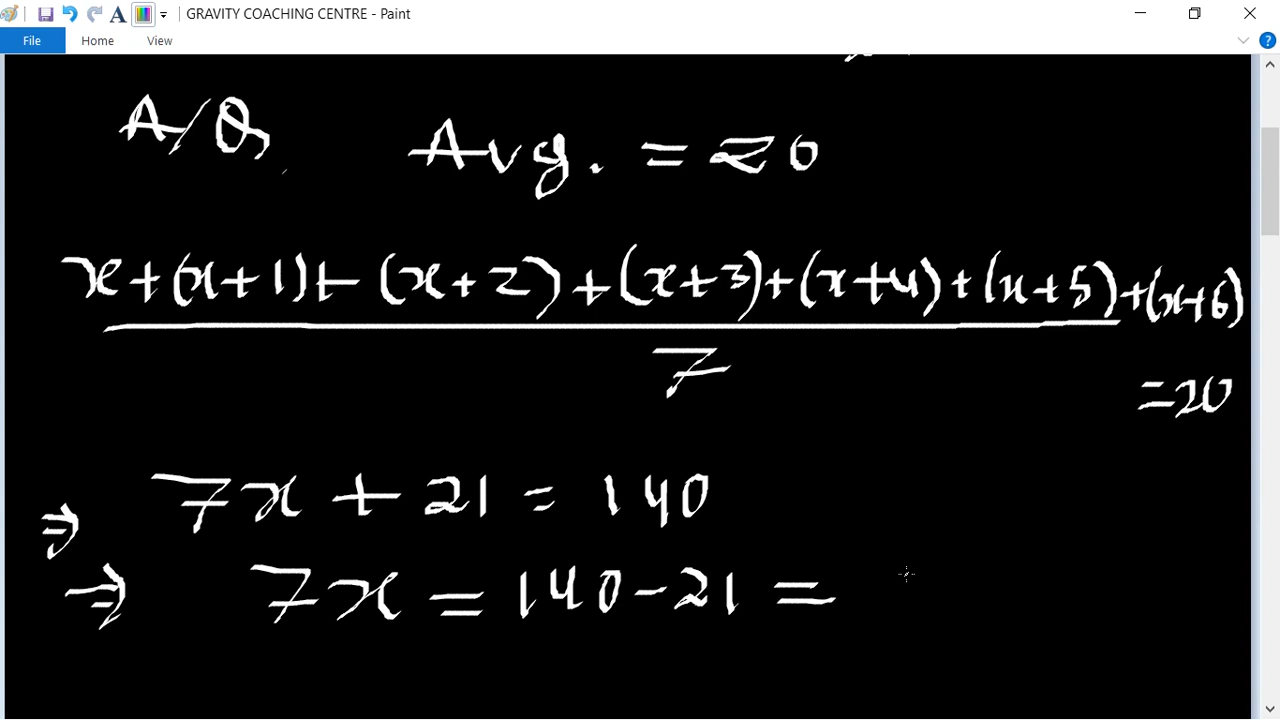 GRAVITY COACHING CENTRE - Paint
File Home View
A/Q, Avg. = 20
x+(x+1)+(x+2)+(x+3)+(x+4)+(x+5)+(x+6)
7
=20
⇒ 7x + 21 = 140
⇒ 7x = 140-21 =